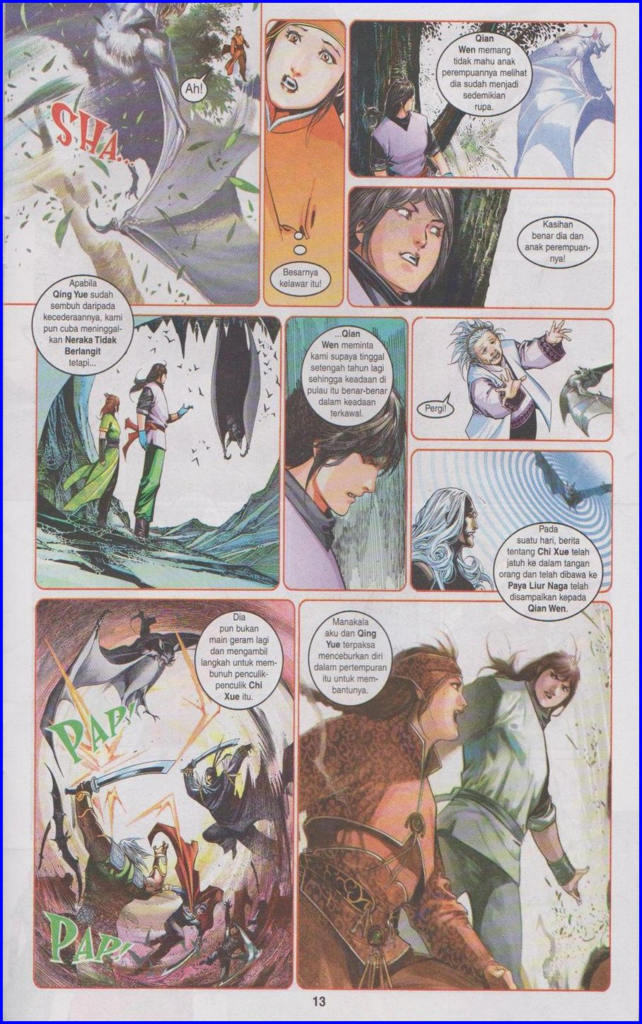 Ah!
SHA...
Besarnya
kelawar itu!
Qian
Wen memang
tidak mahu anak
perempuannya melihat
dia sudah menjadi
sedemikian
rupa.
Kasihan
benar dia dan
anak perempuan-
nya!
Apabila
Qing Yue sudah
sembuh daripada
kecederaannya, kami
pun cuba meninggal-
kan Neraka Tidak
Berlangit
tetapi...
...Qian
Wen meminta
kami supaya tinggal
setengah tahun lagi
sehingga keadaan di
pulau itu benar-benar
dalam keadaan
terkawal.
Pergi!
Pada
suatu hari, berita
tentang Chi Xue telah
jatuh ke dalam tangan
orang dan telah dibawa ke
Paya Liur Naga telah
disampaikan kepada
Qian Wen.
Dia
pun bukan
main geram lagi
dan mengambil
langkah untuk mem-
bunuh penculik-
penculik Chi
Xue itu.
PAP!
PAP!
Manakala
aku dan Qing
Yue terpaksa
menceburkan diri
dalam pertempuran
itu untuk mem-
bantunya.
13